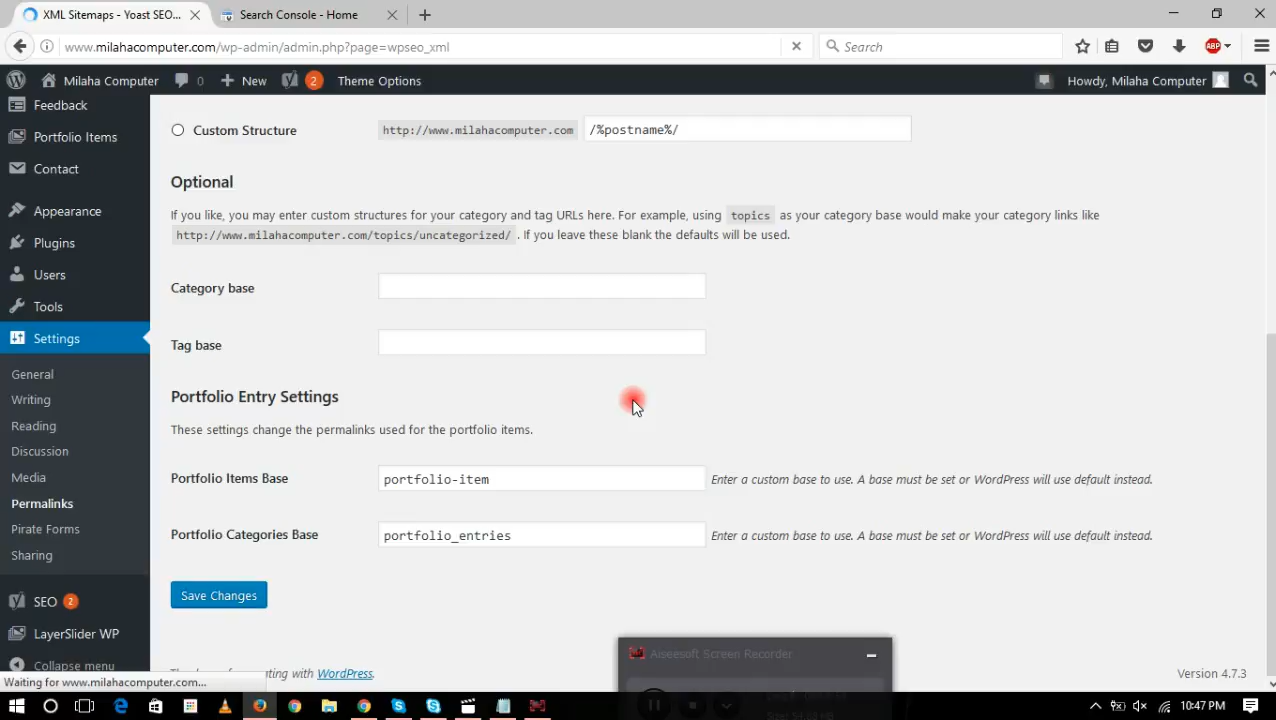 XML Sitemaps - Yoast SEO...
Search Console - Home
www.milahacomputer.com/wp-admin/admin.php?page=wpseo_xml
Search
ABP
Milaha Computer
0
New
2
Theme Options
Howdy, Milaha Computer
Feedback
Portfolio Items
Contact
Appearance
Plugins
Users
Tools
Settings
General
Writing
Reading
Discussion
Media
Permalinks
Pirate Forms
Sharing
SEO 2
LayerSlider WP
Collapse menu
Custom Structure
http://www.milahacomputer.com
/%postname%/
Optional
If you like, you may enter custom structures for your category and tag URLs here. For example, using topics as your category base would make your category links like
http://www.milahacomputer.com/topics/uncategorized/ . If you leave these blank the defaults will be used.
Category base
Tag base
Portfolio Entry Settings
These settings change the permalinks used for the portfolio items.
Portfolio Items Base
portfolio-item
Enter a custom base to use. A base must be set or WordPress will use default instead.
Portfolio Categories Base
portfolio_entries
Enter a custom base to use. A base must be set or WordPress will use default instead.
Save Changes
Aiseesoft Screen Recorder
WordPress.
Version 4.7.3
Waiting for www.milahacomputer.com...
10:47 PM